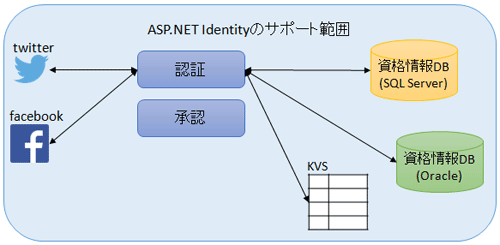 ASP.NET Identityのサポート範囲
twitter
認証
資格情報DB
(SQL Server)
facebook
承認
資格情報DB
(Oracle)
KVS